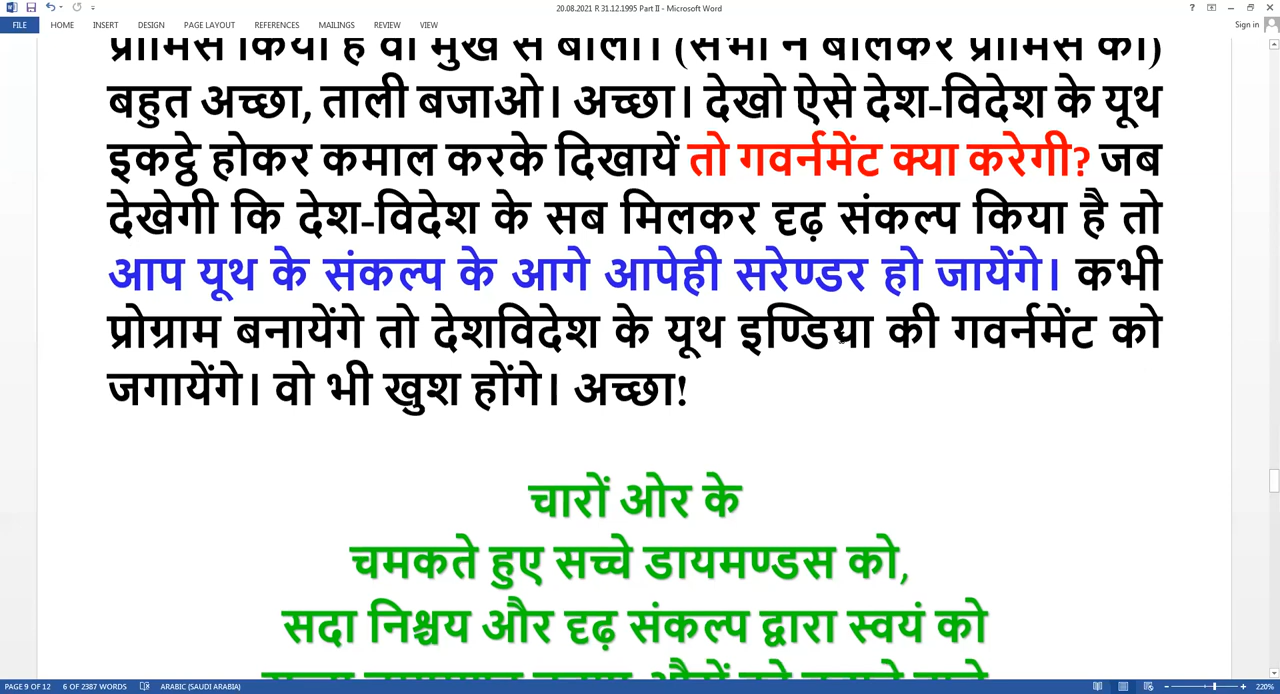 20.08.2021 R 31.12.1995 Part II - Microsoft Word
Sign in
FILE HOME INSERT DESIGN PAGE LAYOUT REFERENCES MAILINGS REVIEW VIEW
प्रामिस किया है वो मुख से बोलो। (सभी ने बोलकर प्रामिस की)
बहुत अच्छा, ताली बजाओ। अच्छा। देखो ऐसे देश-विदेश के यूथ
इकट्ठे होकर कमाल करके दिखायें तो गवर्नमेंट क्या करेगी? जब
देखेगी कि देश-विदेश के सब मिलकर दृढ़ संकल्प किया है तो
आप यूथ के संकल्प के आगे आपेही सरेण्डर हो जायेंगे। कभी
प्रोग्राम बनायेंगे तो देशविदेश के यूथ इण्डिया की गवर्नमेंट को
जगायेंगे। वो भी खुश होंगे। अच्छा!
चारों ओर के
चमकते हुए सच्चे डायमण्डस को,
सदा निश्चय और दृढ़ संकल्प द्वारा स्वयं को
PAGE 9 OF 12 6 OF 2387 WORDS ARABIC (SAUDI ARABIA) 220%